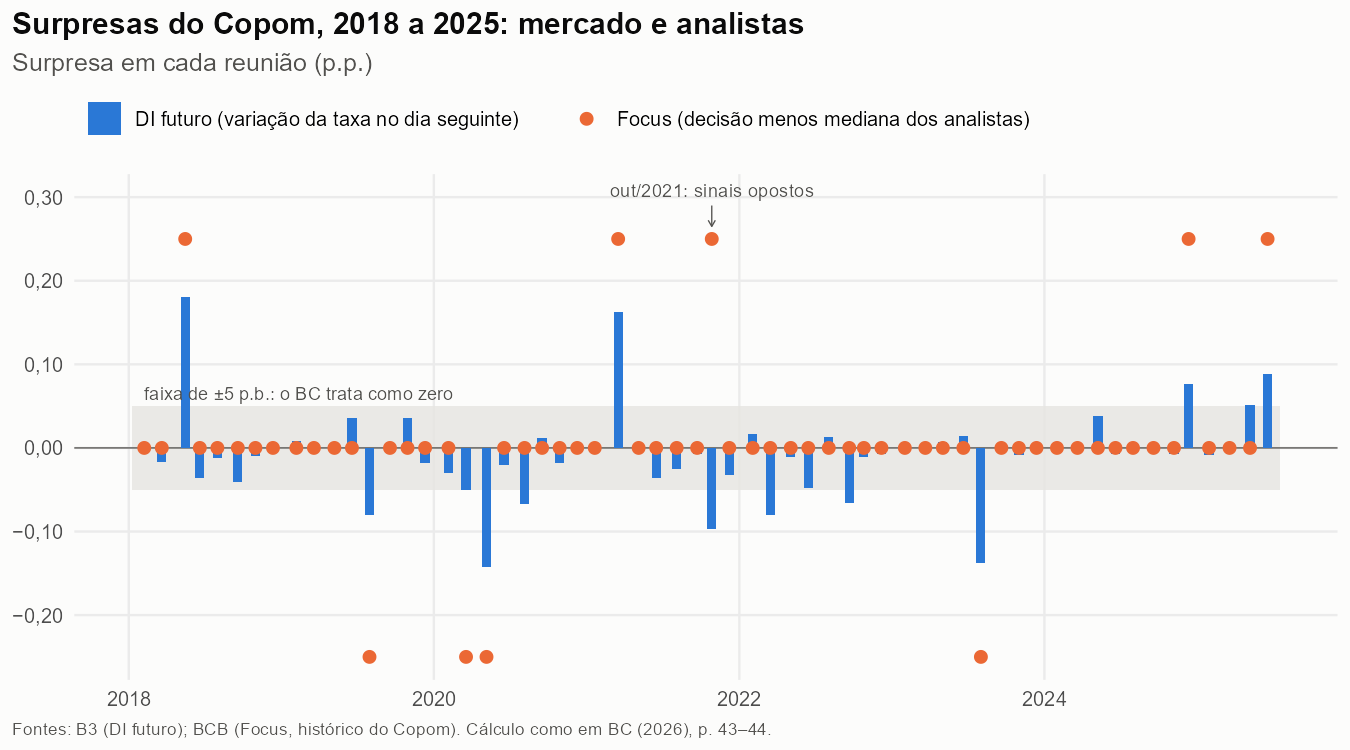 Surpresas do Copom, 2018 a 2025: mercado e analistas
Surpresa em cada reunião (p.p.)
DI futuro (variação da taxa no dia seguinte)
Focus (decisão menos mediana dos analistas)
out/2021: sinais opostos
0,30
0,20
0,10
faixa de ±5 p.b.: o BC trata como zero
0,00
−0,10
−0,20
2018
2020
2022
2024
Fontes: B3 (DI futuro); BCB (Focus, histórico do Copom). Cálculo como em BC (2026), p. 43–44.